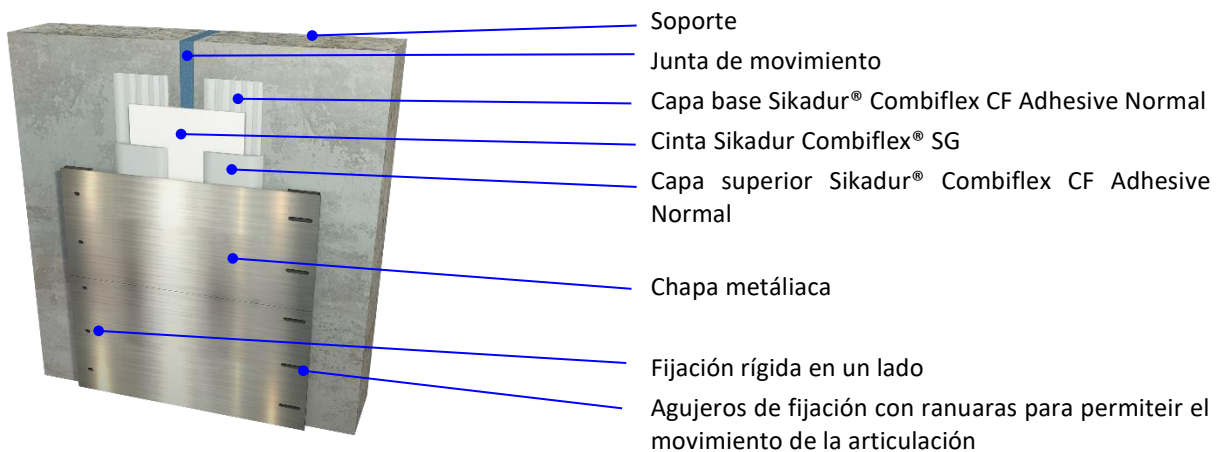 Soporte
Junta de movimiento
Capa base Sikadur® Combiflex CF Adhesive Normal
Cinta Sikadur Combiflex® SG
Capa superior Sikadur® Combiflex CF Adhesive
Normal
Chapa metáliaca
Fijación rígida en un lado
Agujeros de fijación con ranuaras para permiteir el
movimiento de la articulación